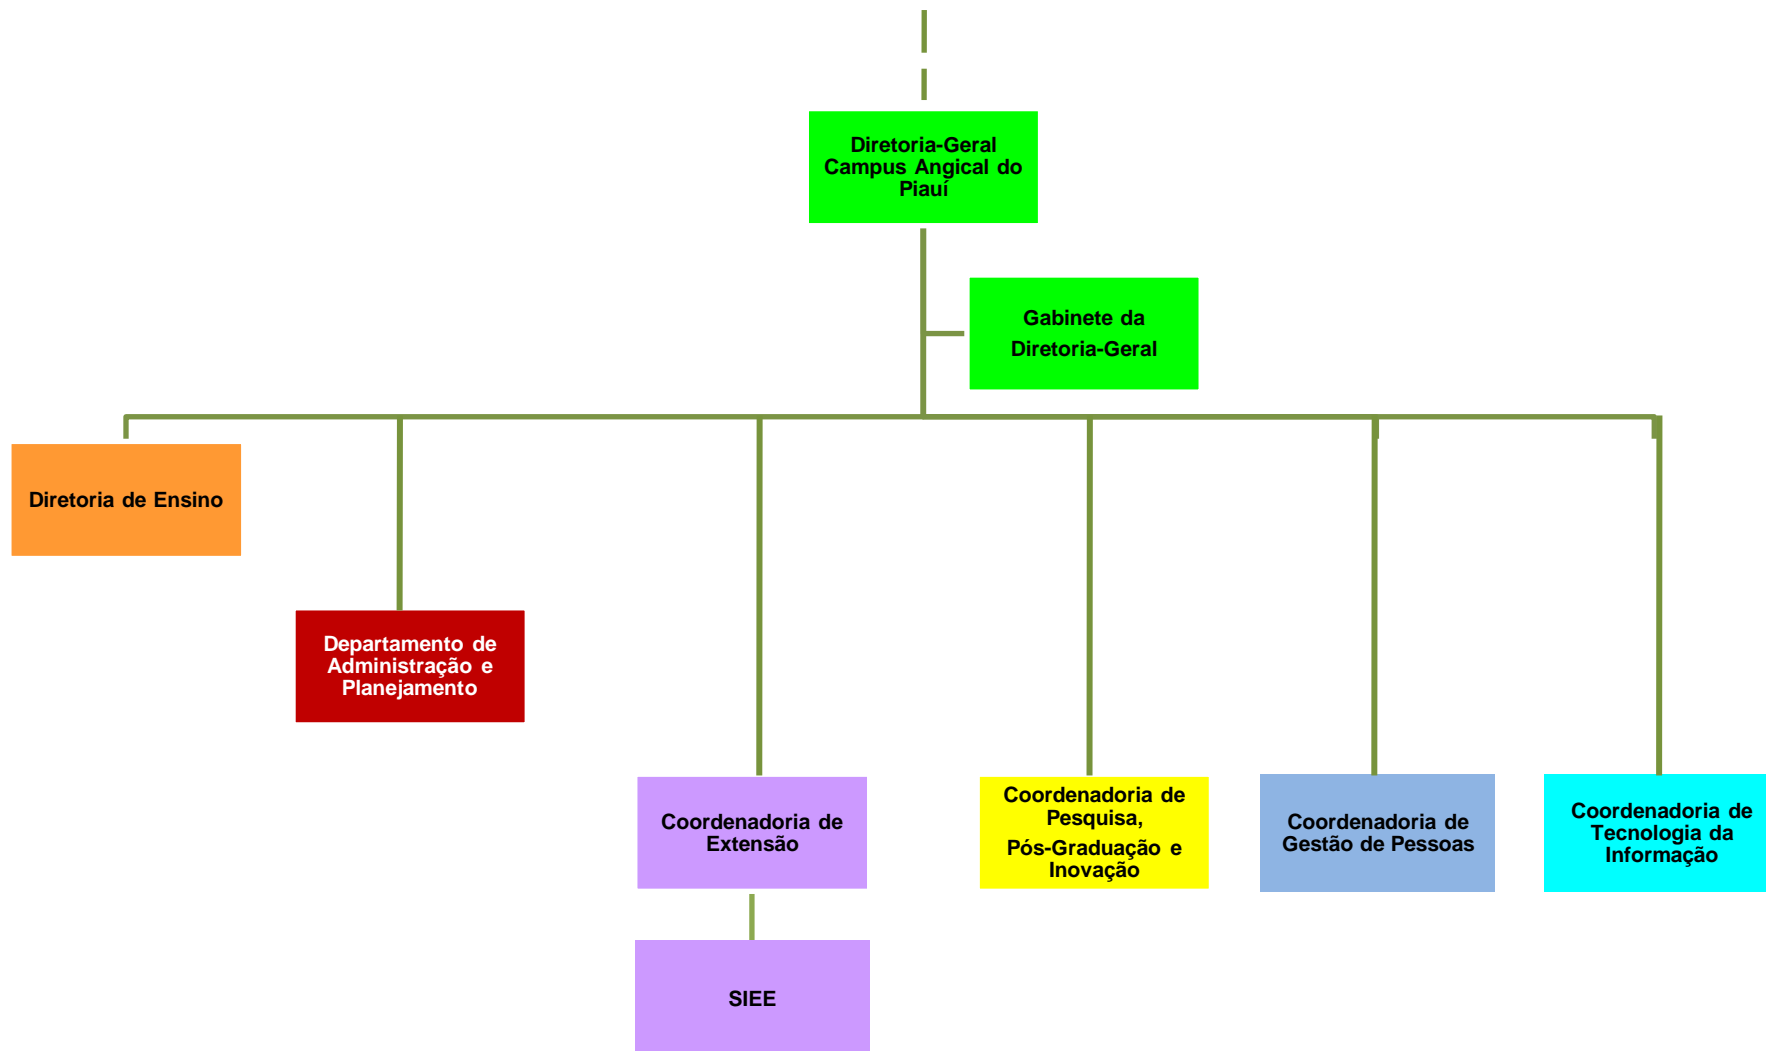 Diretoria-Geral
Campus Angical do
Piauí
Gabinete da
Diretoria-Geral
Diretoria de Ensino
Departamento de
Administração e
Planejamento
Coordenadoria de
Extensão
Coordenadoria de
Pesquisa,
Pós-Graduação e
Inovação
Coordenadoria de
Gestão de Pessoas
Coordenadoria de
Tecnologia da
Informação
SIEE